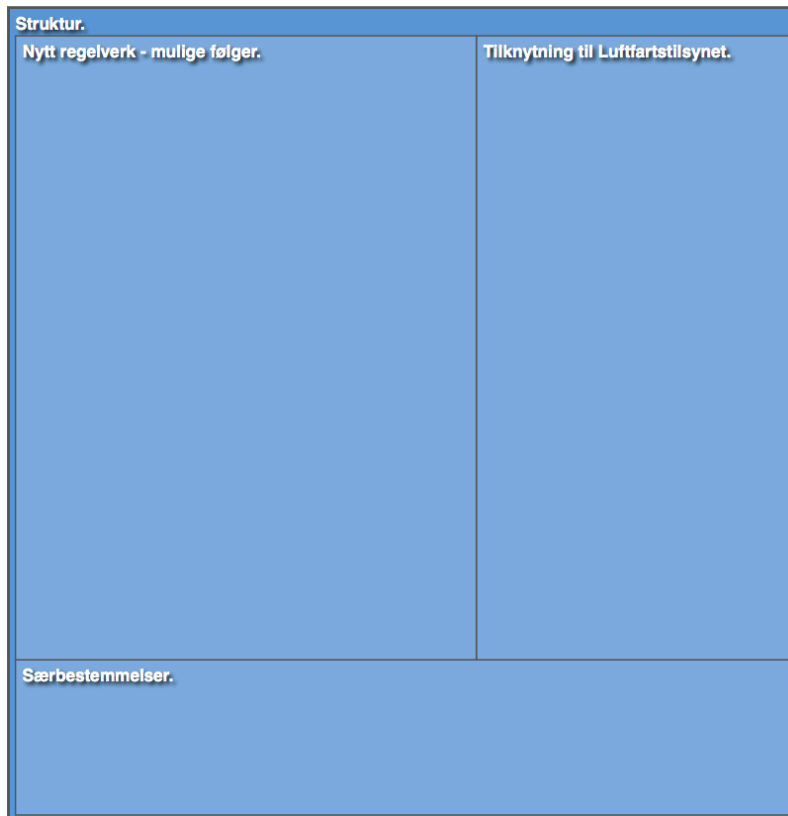 Struktur.
Nytt regelverk - mulige følger.
Tilknytning til Luftfartstilsynet.
Særbestemmelser.